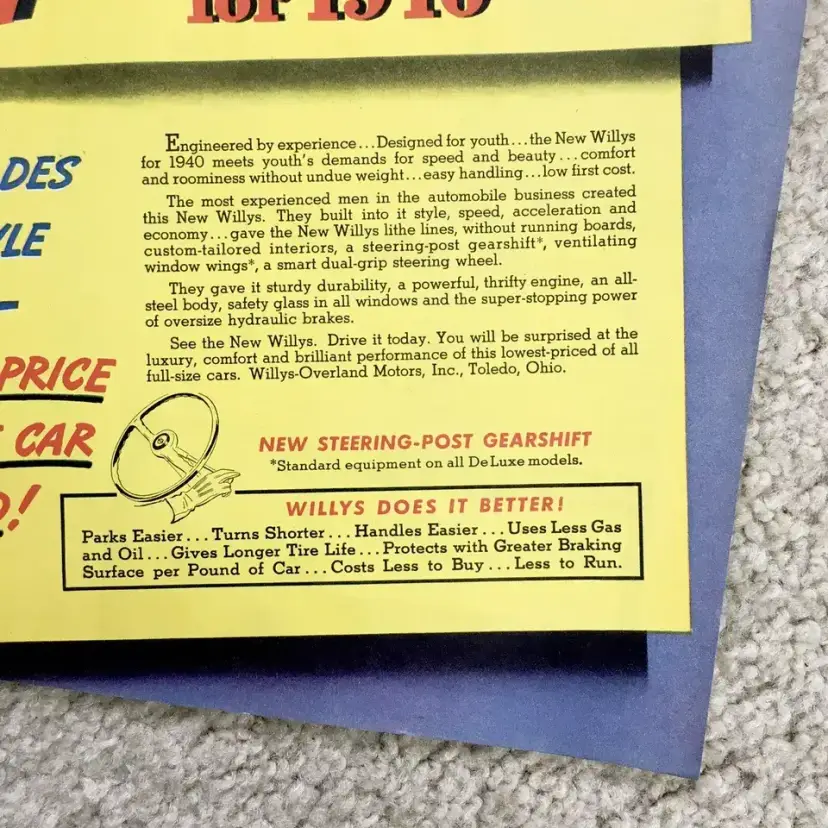 for 1940
DES
YLE
PRICE
CAR
Engineered by experience...Designed for youth...the New Willys
for 1940 meets youth's demands for speed and beauty...comfort
and roominess without undue weight...easy handling...low first cost.
The most experienced men in the automobile business created
this New Willys. They built into it style, speed, acceleration and
economy...gave the New Willys lithe lines, without running boards,
custom-tailored interiors, a steering-post gearshift*, ventilating
window wings*, a smart dual-grip steering wheel.
They gave it sturdy durability, a powerful, thrifty engine, an all-
steel body, safety glass in all windows and the super-stopping power
of oversize hydraulic brakes.
See the New Willys. Drive it today. You will be surprised at the
luxury, comfort and brilliant performance of this lowest-priced of all
full-size cars. Willys-Overland Motors, Inc., Toledo, Ohio.
NEW STEERING-POST GEARSHIFT
*Standard equipment on all DeLuxe models.
WILLYS DOES IT BETTER!
Parks Easier...Turns Shorter...Handles Easier...Uses Less Gas
and Oil...Gives Longer Tire Life...Protects with Greater Braking
Surface per Pound of Car...Costs Less to Buy...Less to Run.